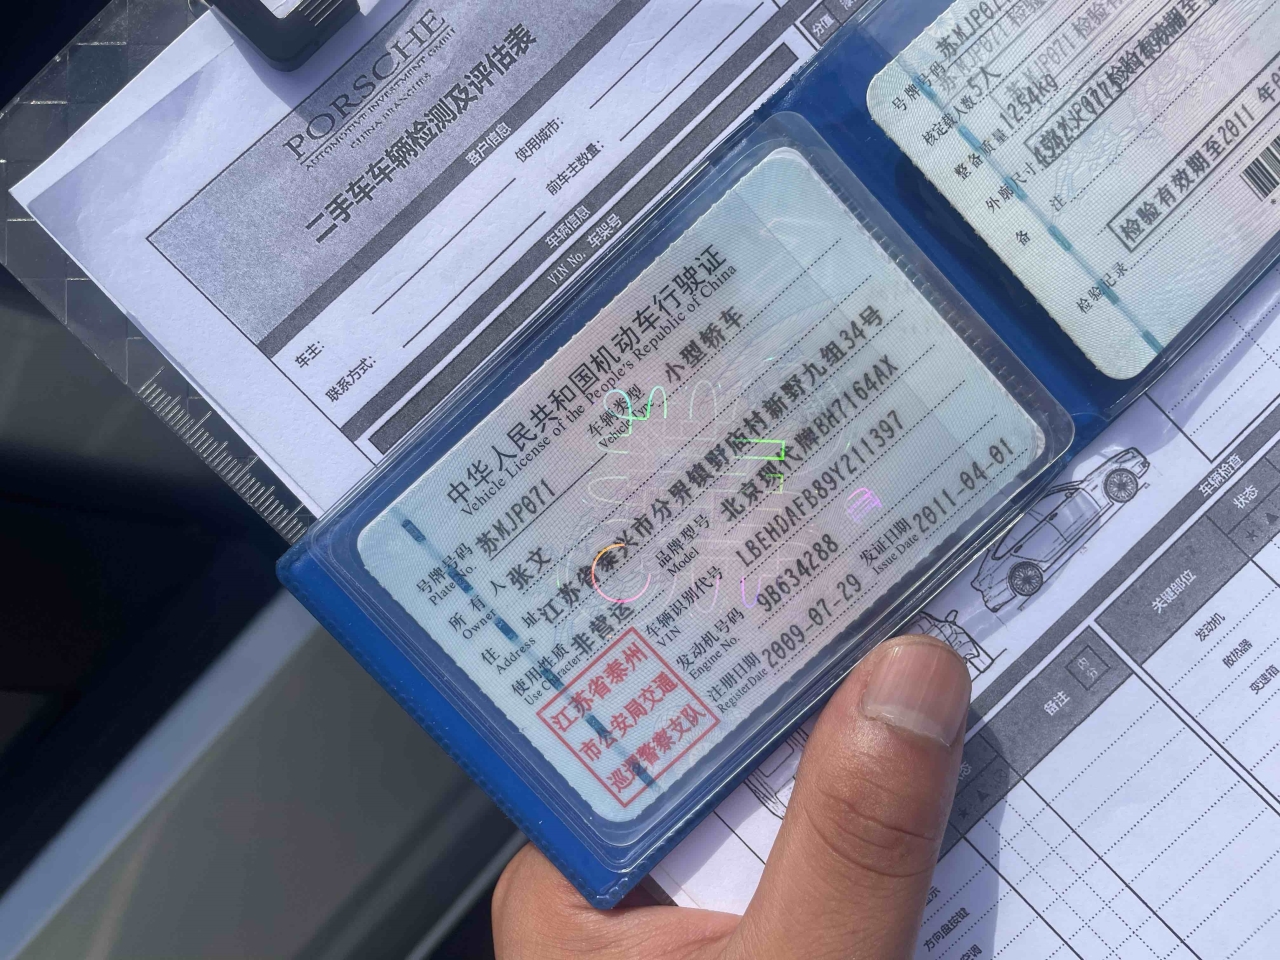 PORSCHE
AUTOMOTIVE INVESTMENT GMBH
CHINA BRANCHES
二手车车辆检测及评估表
分值
客户信息
车主：
使用城市：
联系方式：
前车主数量：
车辆信息
VIN No. 车架号
中华人民共和国机动车行驶证
Vehicle License of the People's Republic of China
号牌号码 苏MJP071 车辆类型 小型轿车
Plate No. Vehicle Type
所有人 张文
Owner
住址 江苏省泰兴市分界镇野庄村新野九组34号
Address
使用性质 非营运 品牌型号 北京现代牌BH7164AX
Use Character Model
车辆识别代号 LBEHDAFB89Y211397
VIN
发动机号码 9B634288
Engine No.
注册日期 2009-07-29 发证日期 2011-04-01
Register Date Issue Date
江苏省泰州
市公安局交通
巡逻警察支队
号牌号码 苏MJP071
核定载人数 5人
整备质量 1254kg
外廓尺寸
备注
检验有效期至2011年
检验记录
车辆检查
状态
关键部位
内
分
备注
发动机
散热器
变速箱
方向盘按键
空调